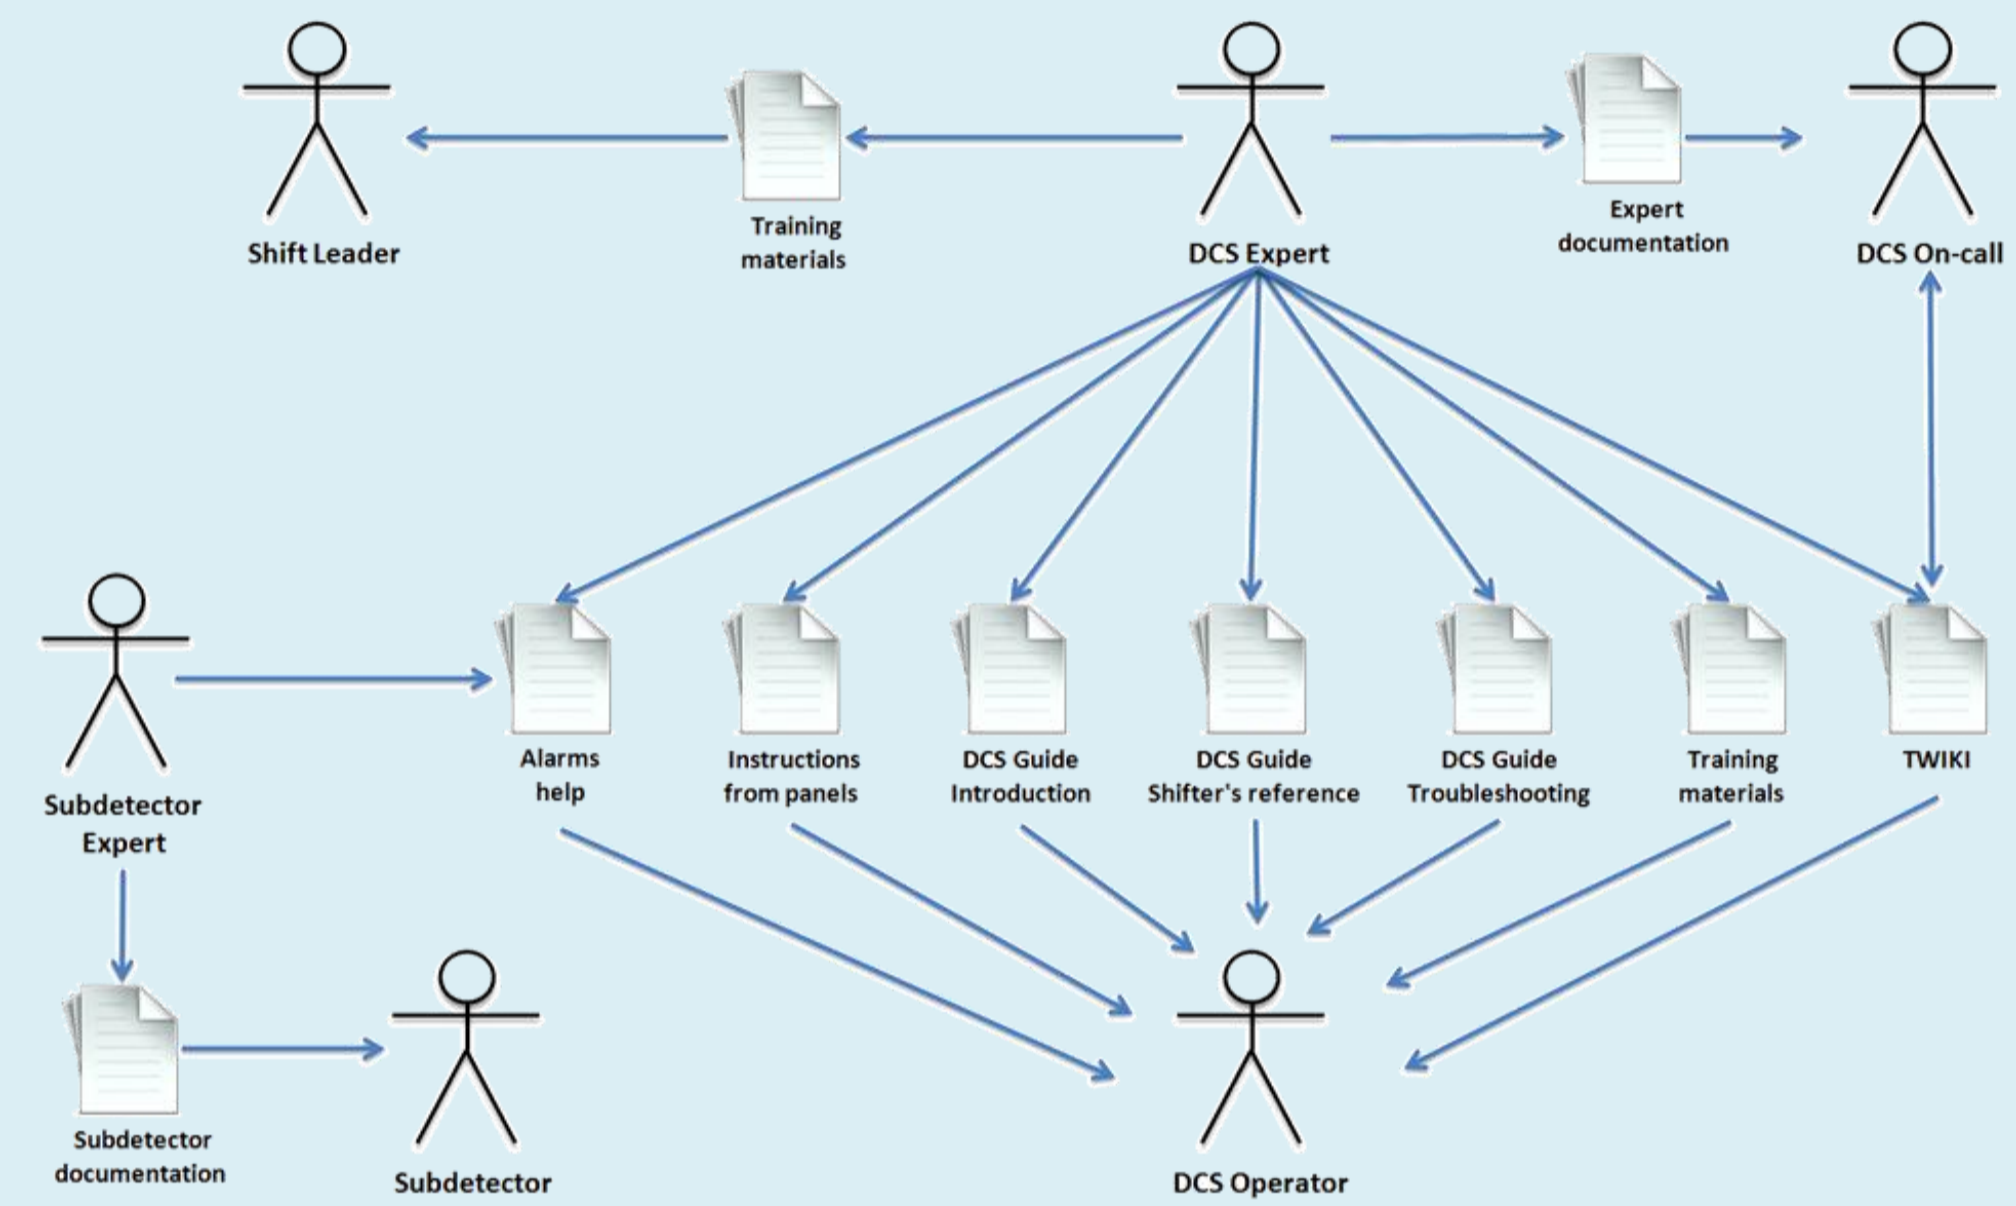 Shift Leader
Training
materials
DCS Expert
Expert
documentation
DCS On-call
Subdetector
Expert
Alarms
help
Instructions
from panels
DCS Guide
Introduction
DCS Guide
Shifter's reference
DCS Guide
Troubleshooting
Training
materials
TWIKI
Subdetector
documentation
Subdetector
DCS Operator